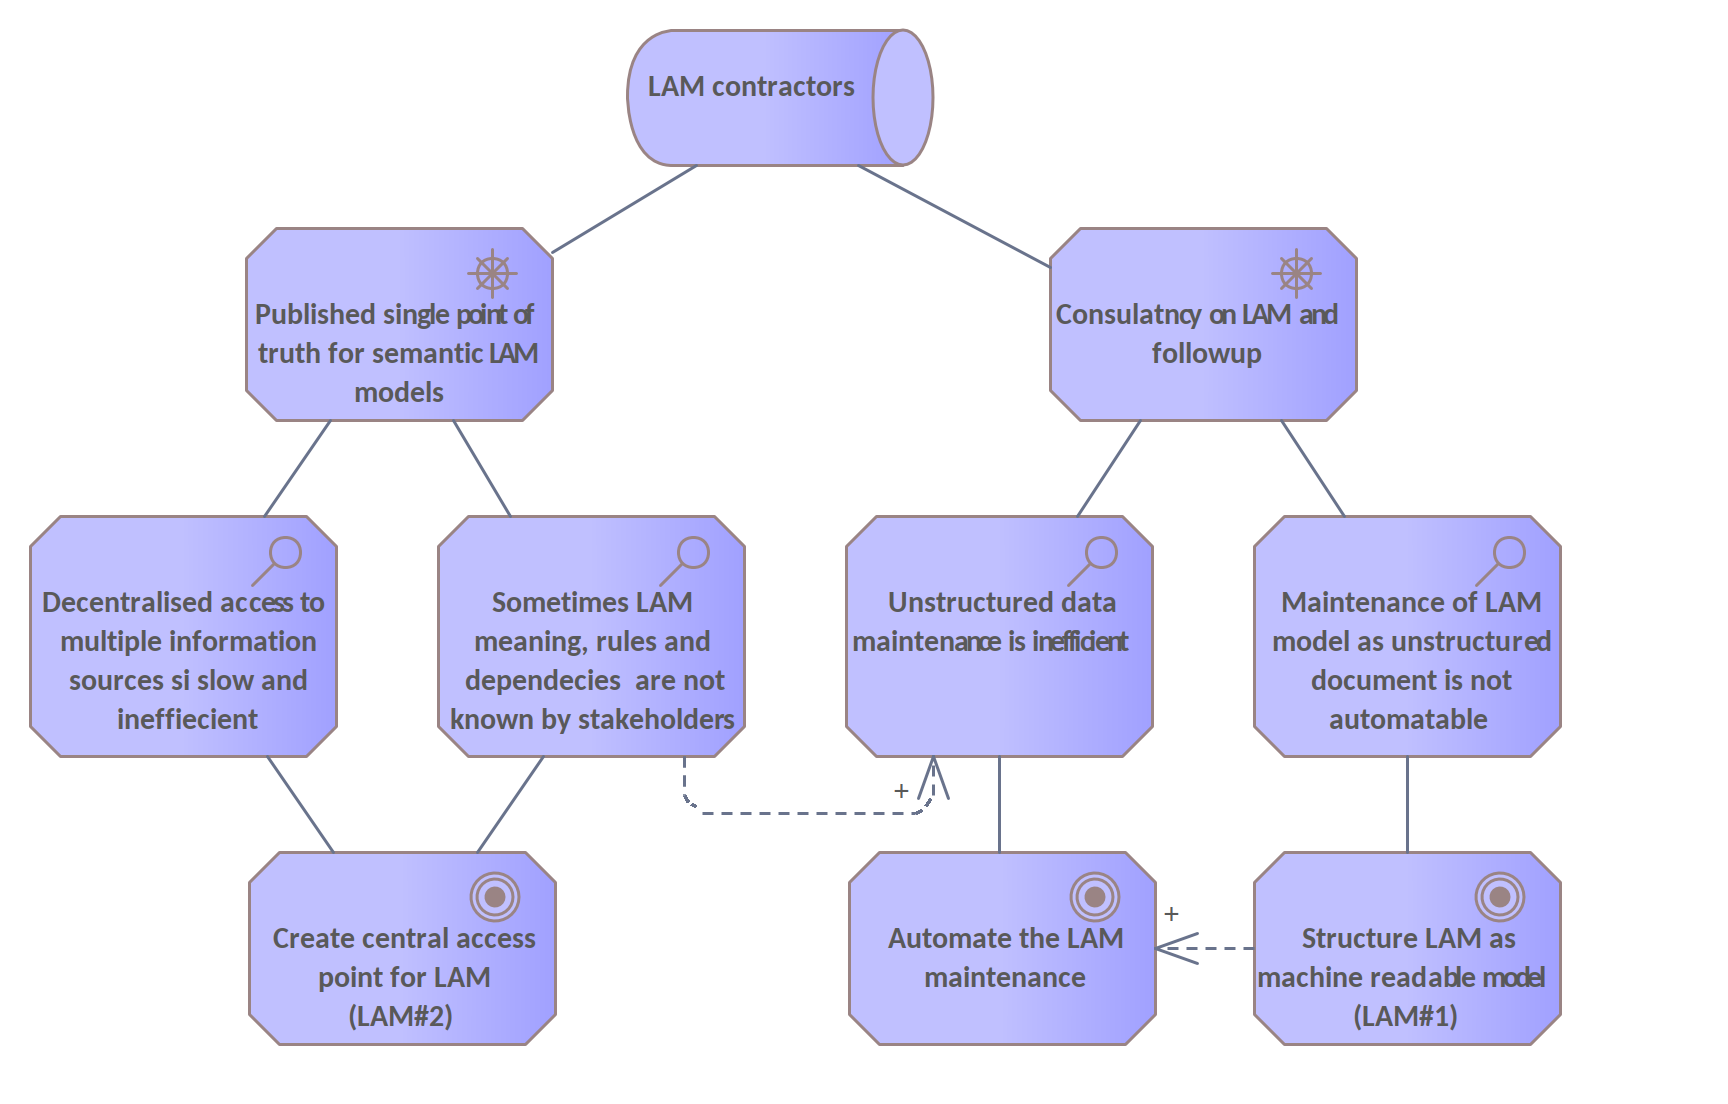 LAM contractors
Published single point of
truth for semantic LAM
models
Consulatncy on LAM and
followup
Decentralised access to
multiple information
sources si slow and
ineffiecient
Sometimes LAM
meaning, rules and
dependecies  are not
known by stakeholders
Unstructured data
maintenance is inefficient
Maintenance of LAM
model as unstructured
document is not
automatable
+
Create central access
point for LAM
(LAM#2)
Automate the LAM
maintenance
+
Structure LAM as
machine readable model
(LAM#1)